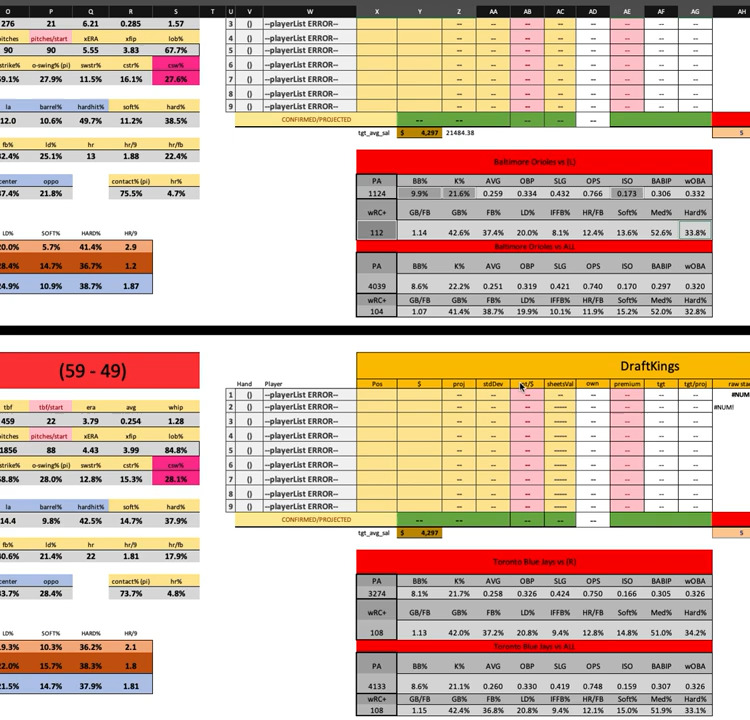 O P Q R S T U V W X Y Z AA AB AC AD AE AF AG AH
276 21 6.21 0.285 1.57 3 () --playerList ERROR-- -- -- -- -- -- -- --
pitches pitches/start xERA xfip lob% 4 () --playerList ERROR-- -- -- -- -- -- -- --
90 90 5.55 3.83 67.7% 5 () --playerList ERROR-- -- -- -- -- -- -- --
strike% o-swing% (pi) swstr% cstr% csw% 6 () --playerList ERROR-- -- -- -- -- -- -- --
59.1% 27.9% 11.5% 16.1% 27.6% 7 () --playerList ERROR-- -- -- -- -- -- -- --
8 () --playerList ERROR-- -- -- -- -- -- -- --
la barrel% hardhit% soft% hard% 9 () --playerList ERROR-- -- -- -- -- -- -- --
12.0 10.6% 49.7% 11.2% 38.5% CONFIRMED/PROJECTED -- -- -- -- --
tgt_avg_sal $ 4,297 21484.38 $
fb% ld% hr hr/9 hr/fb
32.4% 25.1% 13 1.88 22.4%
Baltimore Orioles vs (L)
center oppo contact% (pi) hr% PA BB% K% AVG OBP SLG OPS ISO BABIP wOBA
37.4% 21.8% 75.5% 4.7% 1124 9.9% 21.6% 0.259 0.334 0.432 0.766 0.173 0.306 0.332
wRC+ GB/FB GB% FB% LD% IFFB% HR/FB Soft% Med% Hard%
LD% SOFT% HARD% HR/9 112 1.14 42.6% 37.4% 20.0% 8.1% 12.4% 13.6% 52.6% 33.8%
20.0% 5.7% 41.4% 2.9 Baltimore Orioles vs ALL
28.4% 14.7% 36.7% 1.2 PA BB% K% AVG OBP SLG OPS ISO BABIP wOBA
24.9% 10.9% 38.7% 1.87 4039 8.6% 22.2% 0.251 0.319 0.421 0.740 0.170 0.297 0.320
wRC+ GB/FB GB% FB% LD% IFFB% HR/FB Soft% Med% Hard%
104 1.07 41.4% 38.7% 19.9% 10.1% 11.9% 15.2% 52.0% 32.8%
(59 - 49) DraftKings
Hand Player Pos $ proj stdDev pt/$ sheetsVal own premium tgt tgt/proj
1 () --playerList ERROR-- -- -- -- -- -- -- -- #NUM
tbf tbf/start era avg whip 2 () --playerList ERROR-- -- -- ---- -- -- -- #NUM!
459 22 3.79 0.254 1.28 3 () --playerList ERROR-- -- -- ---- -- -- --
pitches pitches/start xERA xfip lob% 4 () --playerList ERROR-- -- -- ---- -- -- --
1856 88 4.43 3.99 84.8% 5 () --playerList ERROR-- -- -- ---- -- -- --
strike% o-swing% (pi) swstr% cstr% csw% 6 () --playerList ERROR-- -- -- ---- -- -- --
58.8% 28.0% 12.8% 15.3% 28.1% 7 () --playerList ERROR-- -- -- ---- -- -- --
8 () --playerList ERROR-- -- -- ---- -- -- --
la barrel% hardhit% soft% hard% 9 () --playerList ERROR-- -- -- ---- -- -- --
14.4 9.8% 42.5% 14.7% 37.9% CONFIRMED/PROJECTED -- -- -- -- --
tgt_avg_sal $ 4,297 $
fb% ld% hr hr/9 hr/fb
40.6% 21.4% 22 1.81 17.9%
Toronto Blue Jays vs (R)
center oppo contact% (pi) hr% PA BB% K% AVG OBP SLG OPS ISO BABIP wOBA
33.7% 28.4% 73.7% 4.8% 3274 8.1% 21.7% 0.258 0.326 0.424 0.750 0.166 0.305 0.326
wRC+ GB/FB GB% FB% LD% IFFB% HR/FB Soft% Med% Hard%
LD% SOFT% HARD% HR/9 108 1.13 42.0% 37.2% 20.8% 9.4% 12.8% 14.8% 51.0% 34.2%
19.3% 10.3% 36.2% 2.1 Toronto Blue Jays vs ALL
22.0% 15.7% 38.3% 1.8 PA BB% K% AVG OBP SLG OPS ISO BABIP wOBA
21.5% 14.7% 37.9% 1.81 4133 8.6% 21.1% 0.260 0.330 0.419 0.748 0.159 0.307 0.326
wRC+ GB/FB GB% FB% LD% IFFB% HR/FB Soft% Med% Hard%
108 1.15 42.4% 36.8% 20.8% 9.4% 12.1% 15.0% 51.9% 33.1%